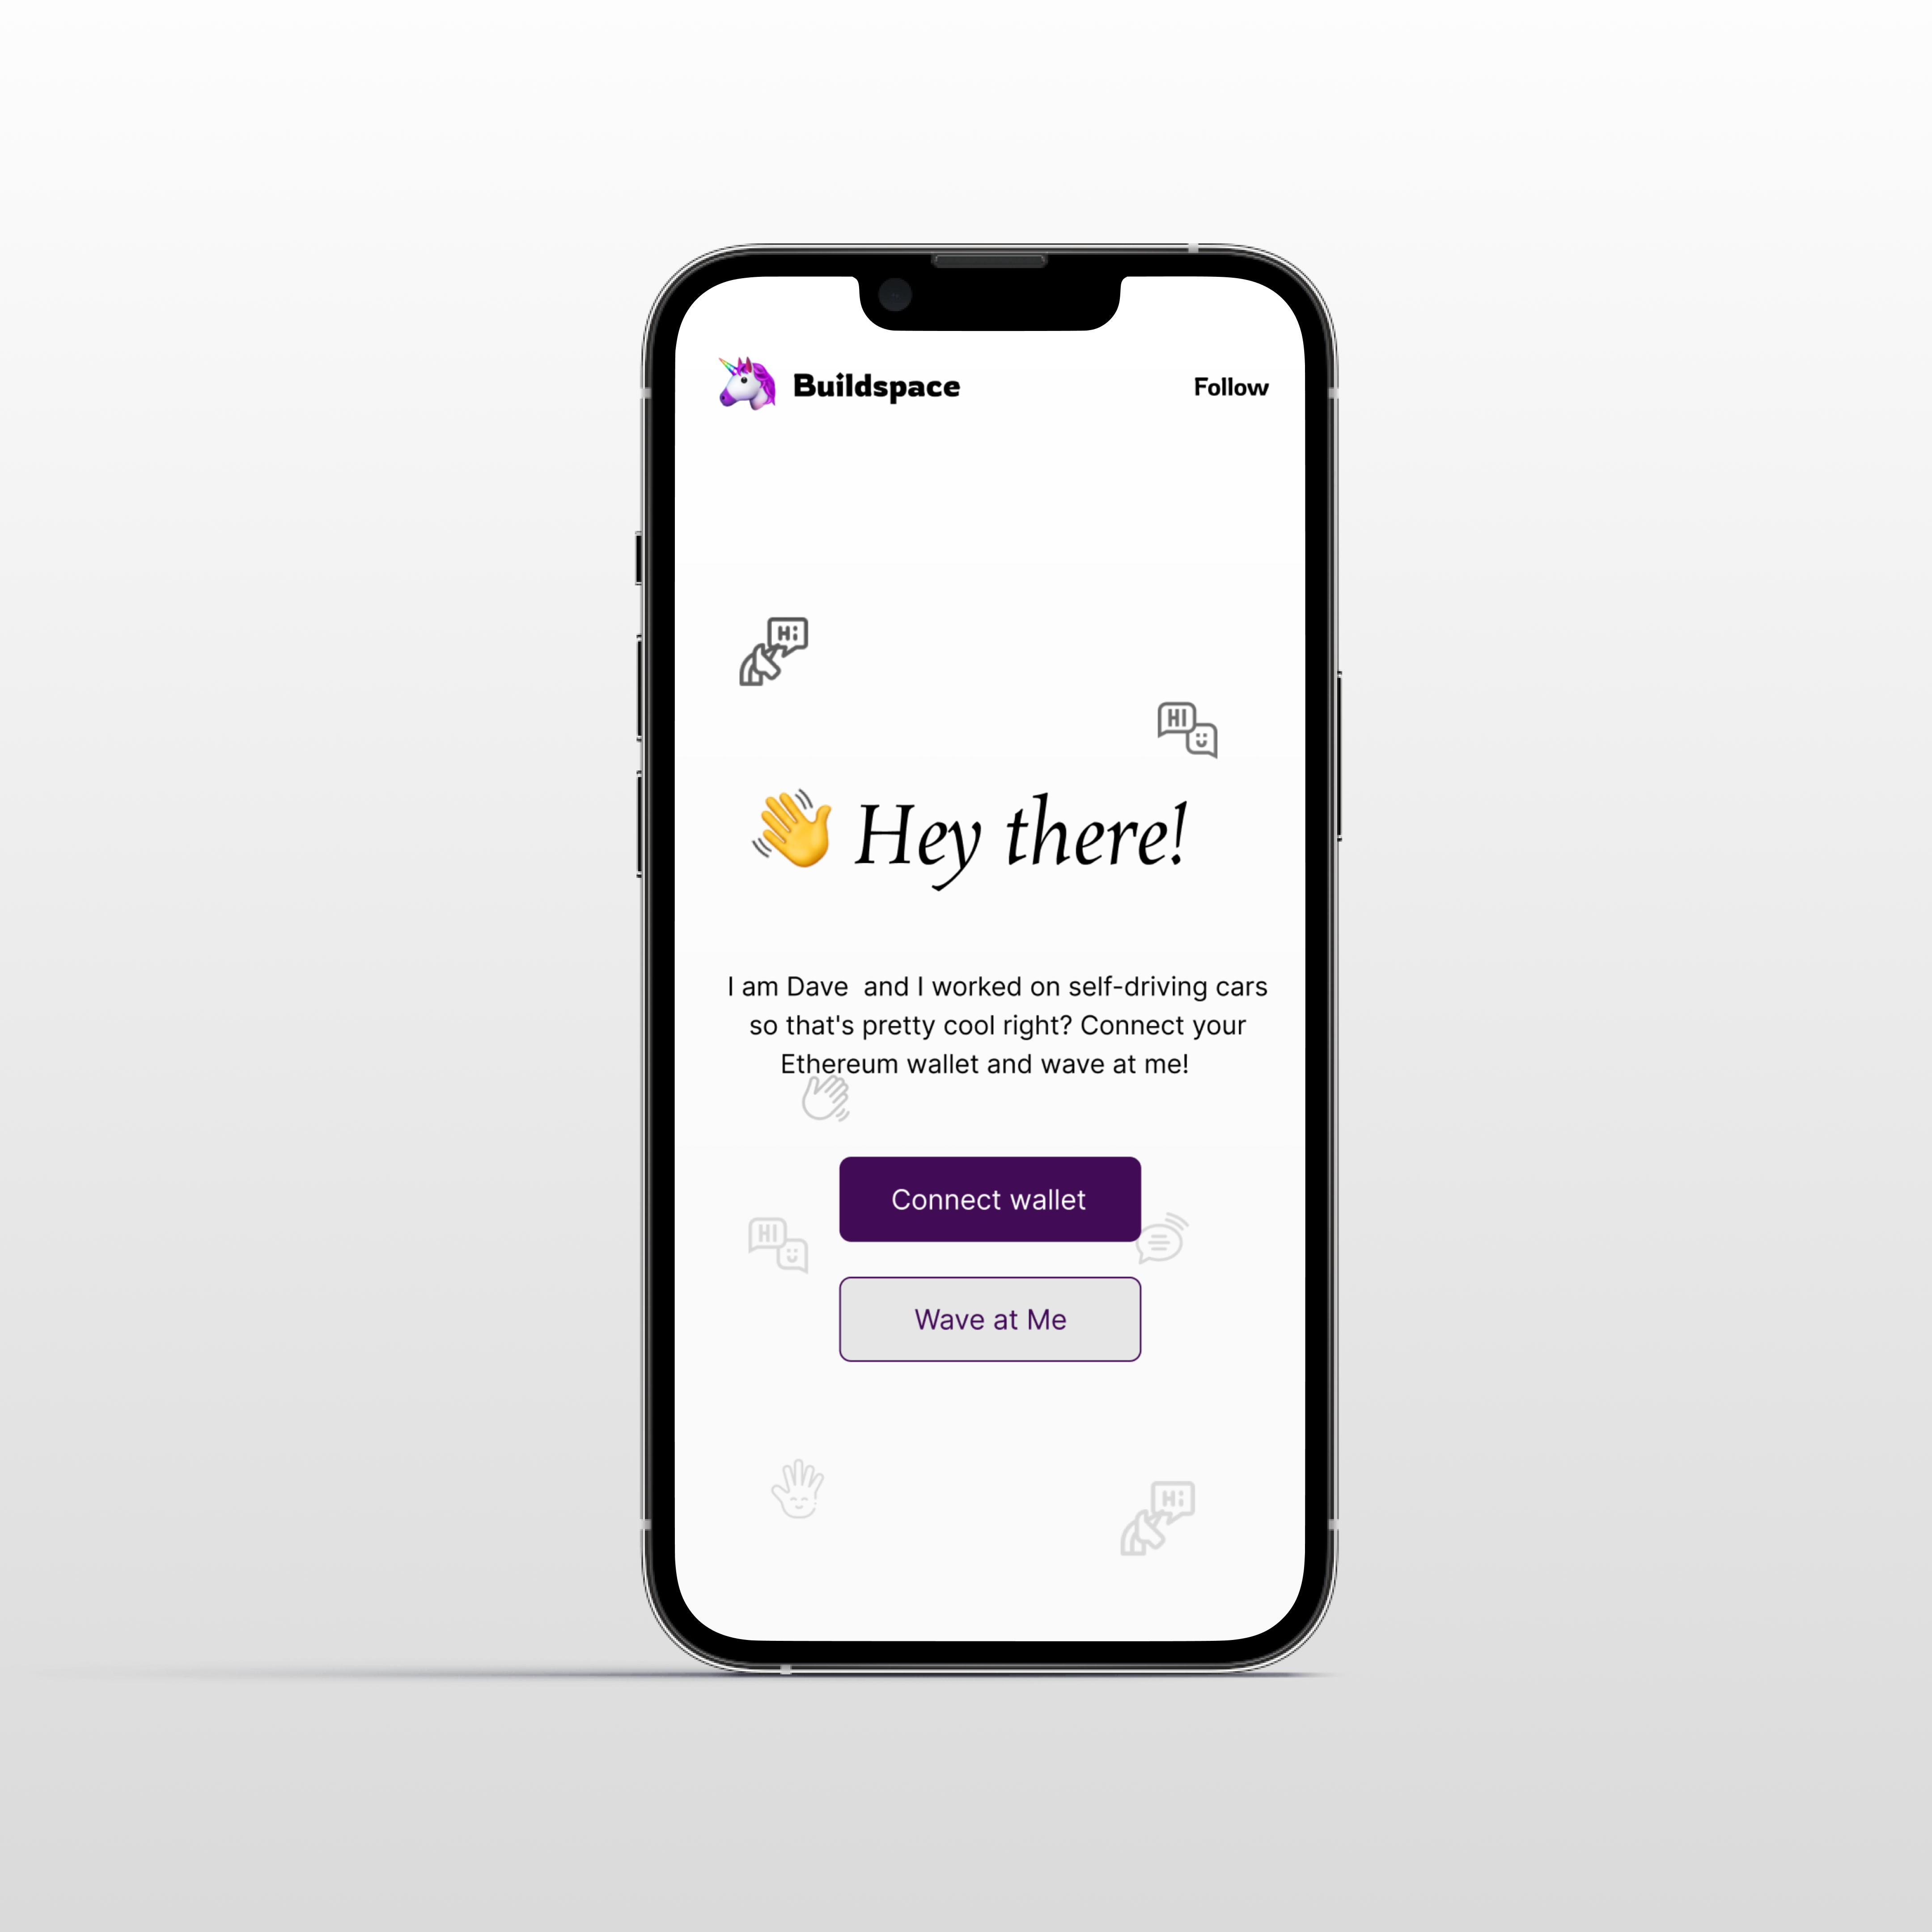 Buildspace
Follow
Hi
HI
👋 Hey there!
I am Dave  and I worked on self-driving cars
so that's pretty cool right? Connect your
Ethereum wallet and wave at me!
Connect wallet
HI
Wave at Me
Hi